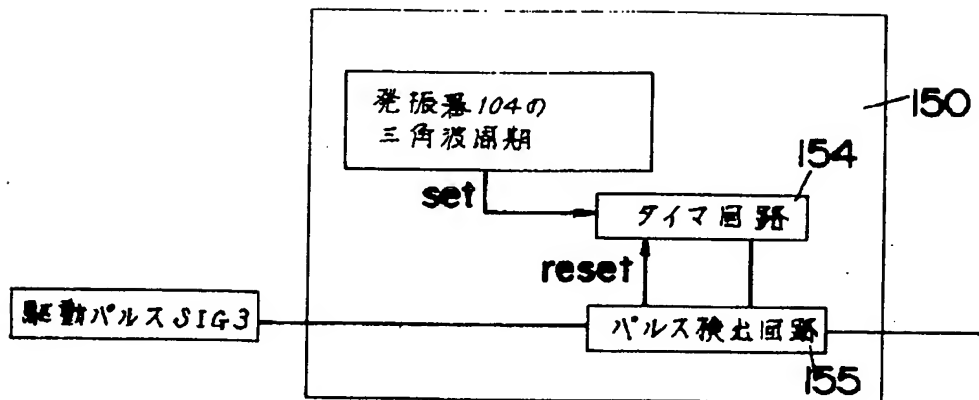 発振器104の
三角波周期
150
154
set
タイマ回路
reset
駆動パルスSIG3
パルス検出回路
155